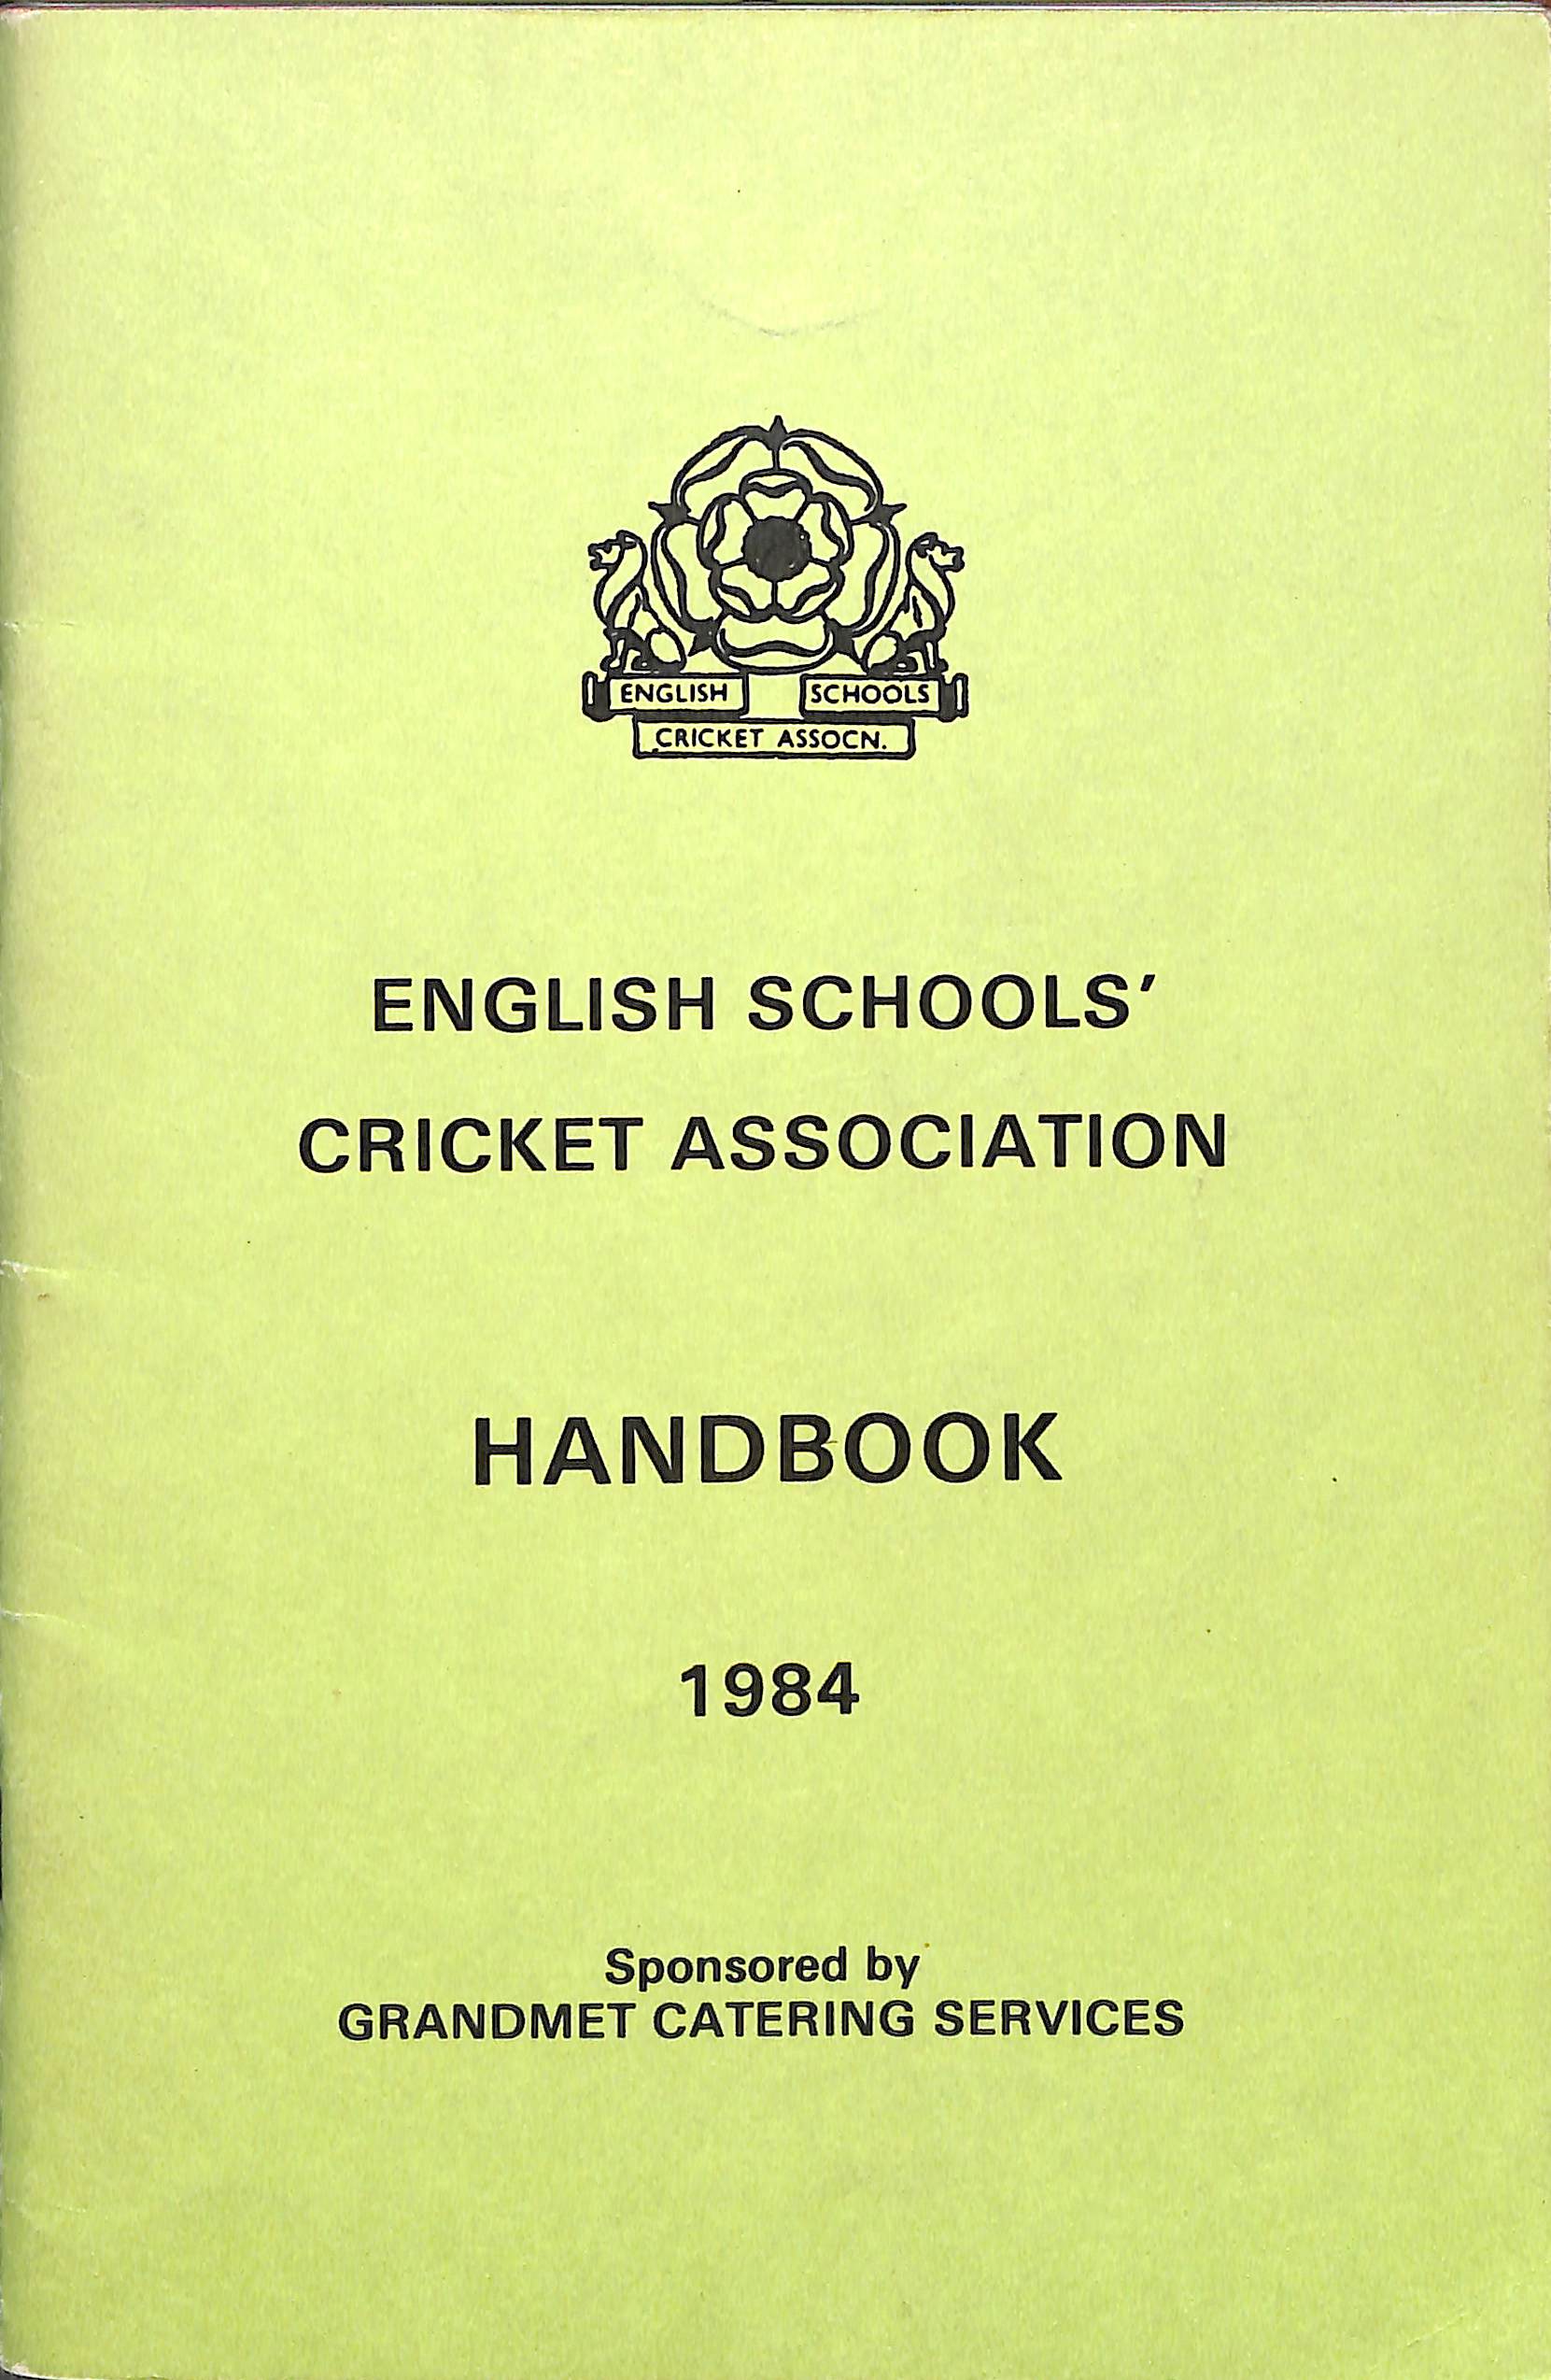 ENGLISH SCHOOLS
CRICKET ASSOCN.
ENGLISH SCHOOLS'
CRICKET ASSOCIATION
HANDBOOK
1984
Sponsored by
GRANDMET CATERING SERVICES